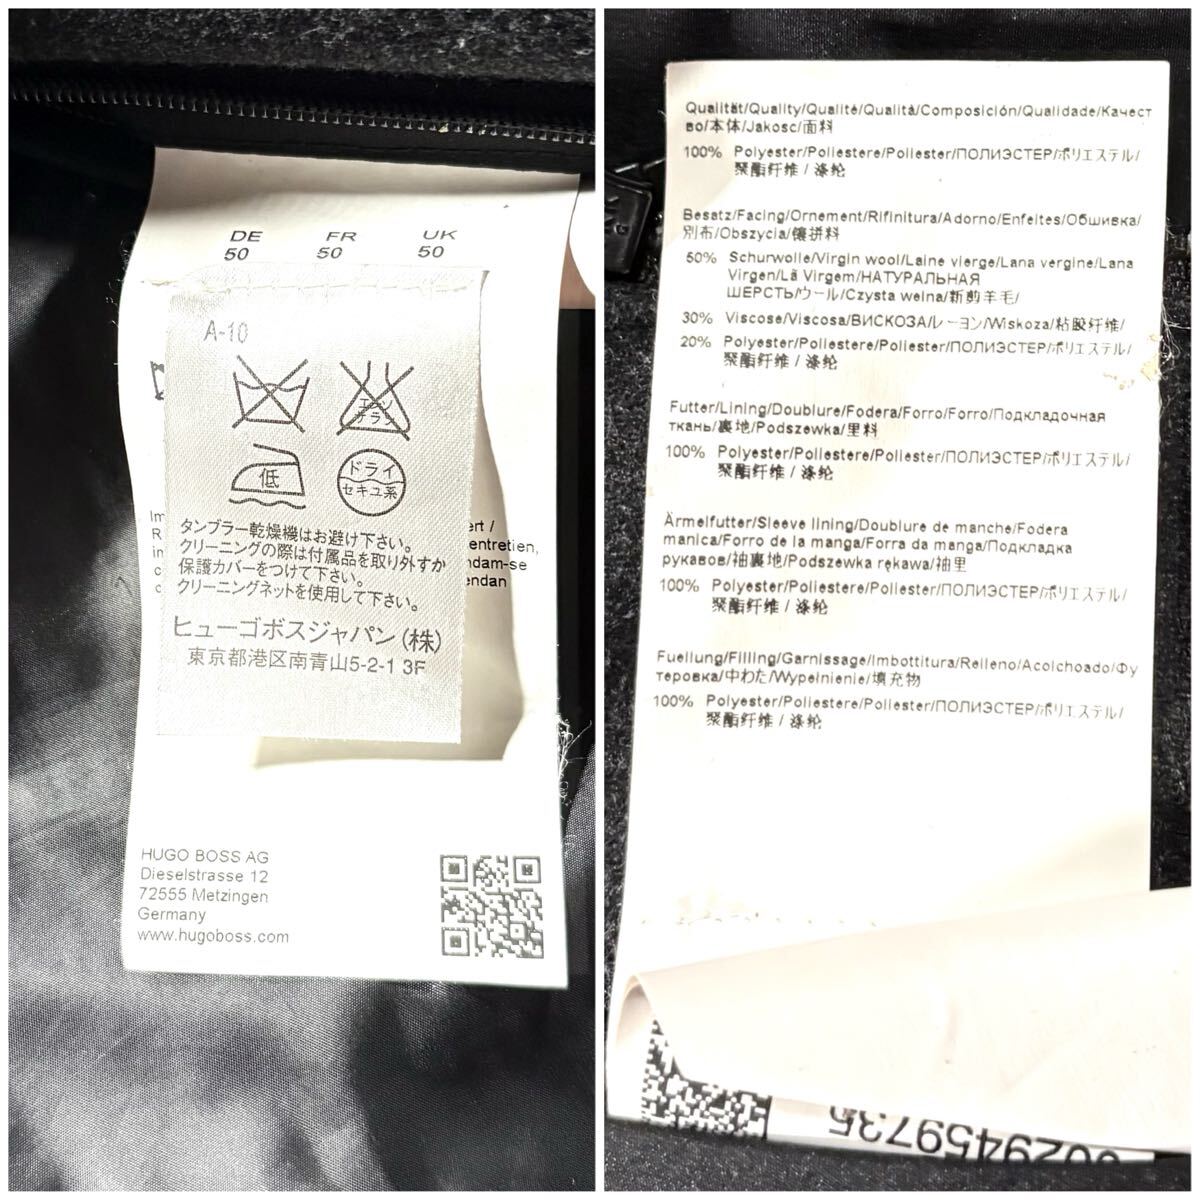 DE FR UK
50 50 50
A-10
エンソ
チラン
低
ドライ
セキユ系
タンブラー乾燥機はお避け下さい。
クリーニングの際は付属品を取り外すか
保護カバーをつけて下さい。
クリーニングネットを使用して下さい。
ヒューゴボスジャパン(株)
東京都港区南青山5-2-1 3F
ert /
entretien,
ndam-se
endan
HUGO BOSS AG
Dieselstrasse 12
72555 Metzingen
Germany
www.hugoboss.com
Qualität/Quality/Qualité/Qualità/Composición/Qualidade/Качест
во/本体/Jakosc/面料
100% Polyester/Poliestere/Poliester/ПОЛИЭСТЕР/ポリエステル/
聚酯纤维 / 涤纶
Besatz/Facing/Ornement/Rifinitura/Adorno/Enfeites/Обшивка/
別布/Obszycia/镶拼料
50% Schurwolle/Virgin wool/Laine vierge/Lana vergine/Lana
Virgen/Lã Virgem/НАТУРАЛЬНАЯ
ШЕРСТЬ/ウール/Czysta welna/新剪羊毛/
30% Viscose/Viscosa/ВИСКОЗА/レーヨン/Wiskoza/粘胶纤维/
20% Polyester/Poliestere/Poliester/ПОЛИЭСТЕР/ポリエステル/
聚酯纤维 / 涤纶
Futter/Lining/Doublure/Fodera/Forro/Forro/Подкладочная
ткань/裏地/Podszewka/里料
100% Polyester/Poliestere/Poliester/ПОЛИЭСТЕР/ポリエステル/
聚酯纤维 / 涤纶
Ärmelfutter/Sleeve lining/Doublure de manche/Fodera
manica/Forro de la manga/Forra da manga/Подкладка
рукавов/袖裏地/Podszewka rękawa/袖里
100% Polyester/Poliestere/Poliester/ПОЛИЭСТЕР/ポリエステル/
聚酯纤维 / 涤纶
Fuellung/Filling/Garnissage/Imbottitura/Relleno/Acolchoado/Фу
теровка/中わた/Wypelnienie/填充物
100% Polyester/Poliestere/Poliester/ПОЛИЭСТЕР/ポリエステル/
聚酯纤维 / 涤纶
029459735